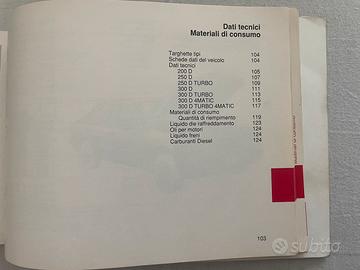 Dati tecnici
Materiali di consumo
Targhette tipi 104
Schede dati del veicolo 104
Dati tecnici
200 D 105
250 D 107
250 D TURBO 109
300 D 111
300 D TURBO 113
300 D 4MATIC 115
300 D TURBO 4MATIC 117
Materiali di consumo
Quantità di riempimento 119
Liquido die raffreddamento 123
Oli per motori 124
Liquido freni 124
Carburanti Diesel 124
103
subito